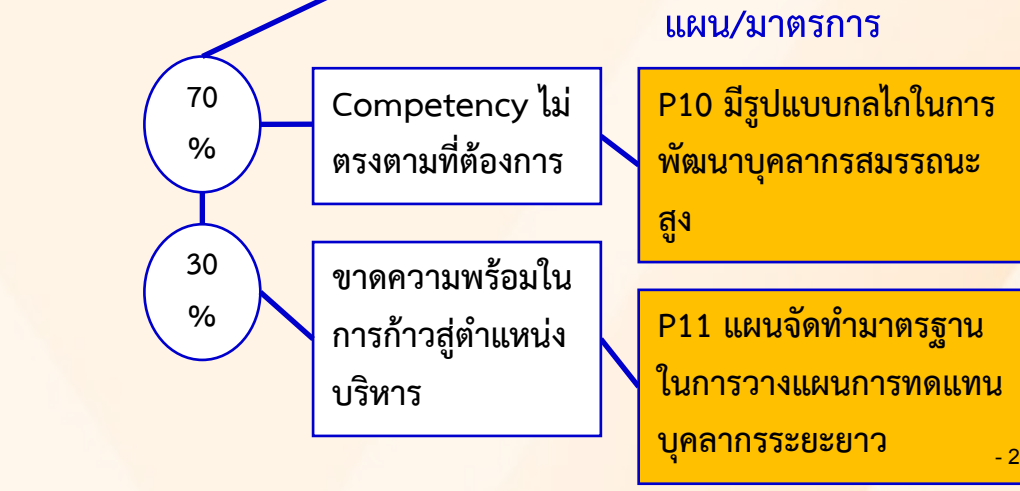 แผน/มาตรการ
70
%
Competency ไม่
ตรงตามที่ต้องการ
P10 มีรูปแบบกลไกในการ
พัฒนาบุคลากรสมรรถนะ
สูง
30
%
ขาดความพร้อมใน
การก้าวสู่ตำแหน่ง
บริหาร
P11 แผนจัดทำมาตรฐาน
ในการวางแผนการทดแทน
บุคลากรระยะยาว
- 2